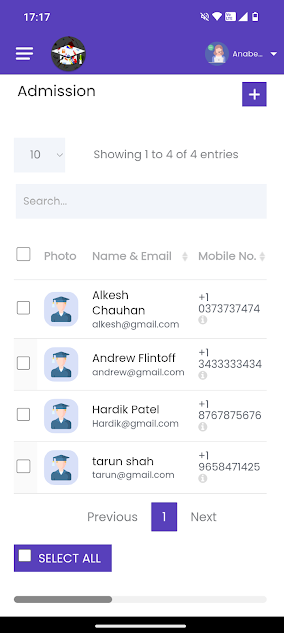 17:17
Anabe...
Admission
+
10
Showing 1 to 4 of 4 entries
Search...
Photo Name & Email Mobile No.
Alkesh
Chauhan
alkesh@gmail.com
+1
0373737474
Andrew Flintoff
andrew@gmail.com
+1
3433333434
Hardik Patel
Hardik@gmail.com
+1
8767875676
tarun shah
tarun@gmail.com
+1
9658471425
Previous 1 Next
SELECT ALL